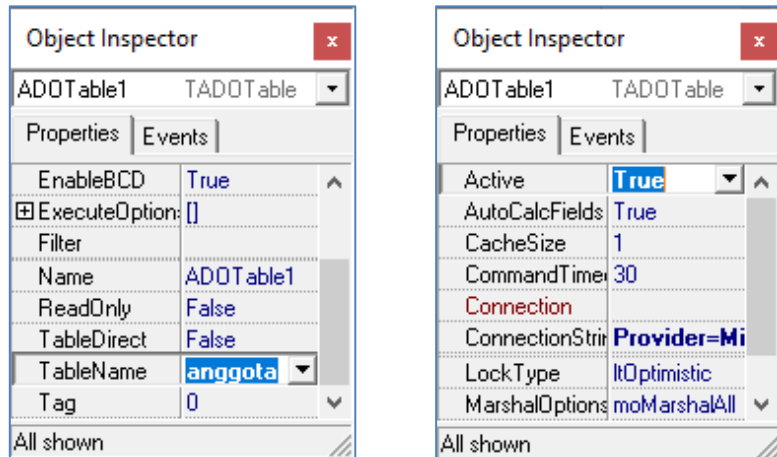 Object Inspector x
ADOTable1 TADOTable
Properties Events
EnableBCD True
ExecuteOption: []
Filter
Name ADOTable1
ReadOnly False
TableDirect False
TableName anggota
Tag 0
All shown
Object Inspector x
ADOTable1 TADOTable
Properties Events
Active True
AutoCalcFields True
CacheSize 1
CommandTimeo 30
Connection
ConnectionStrin Provider=Mi
LockType ltOptimistic
MarshalOptions moMarshalAll
All shown